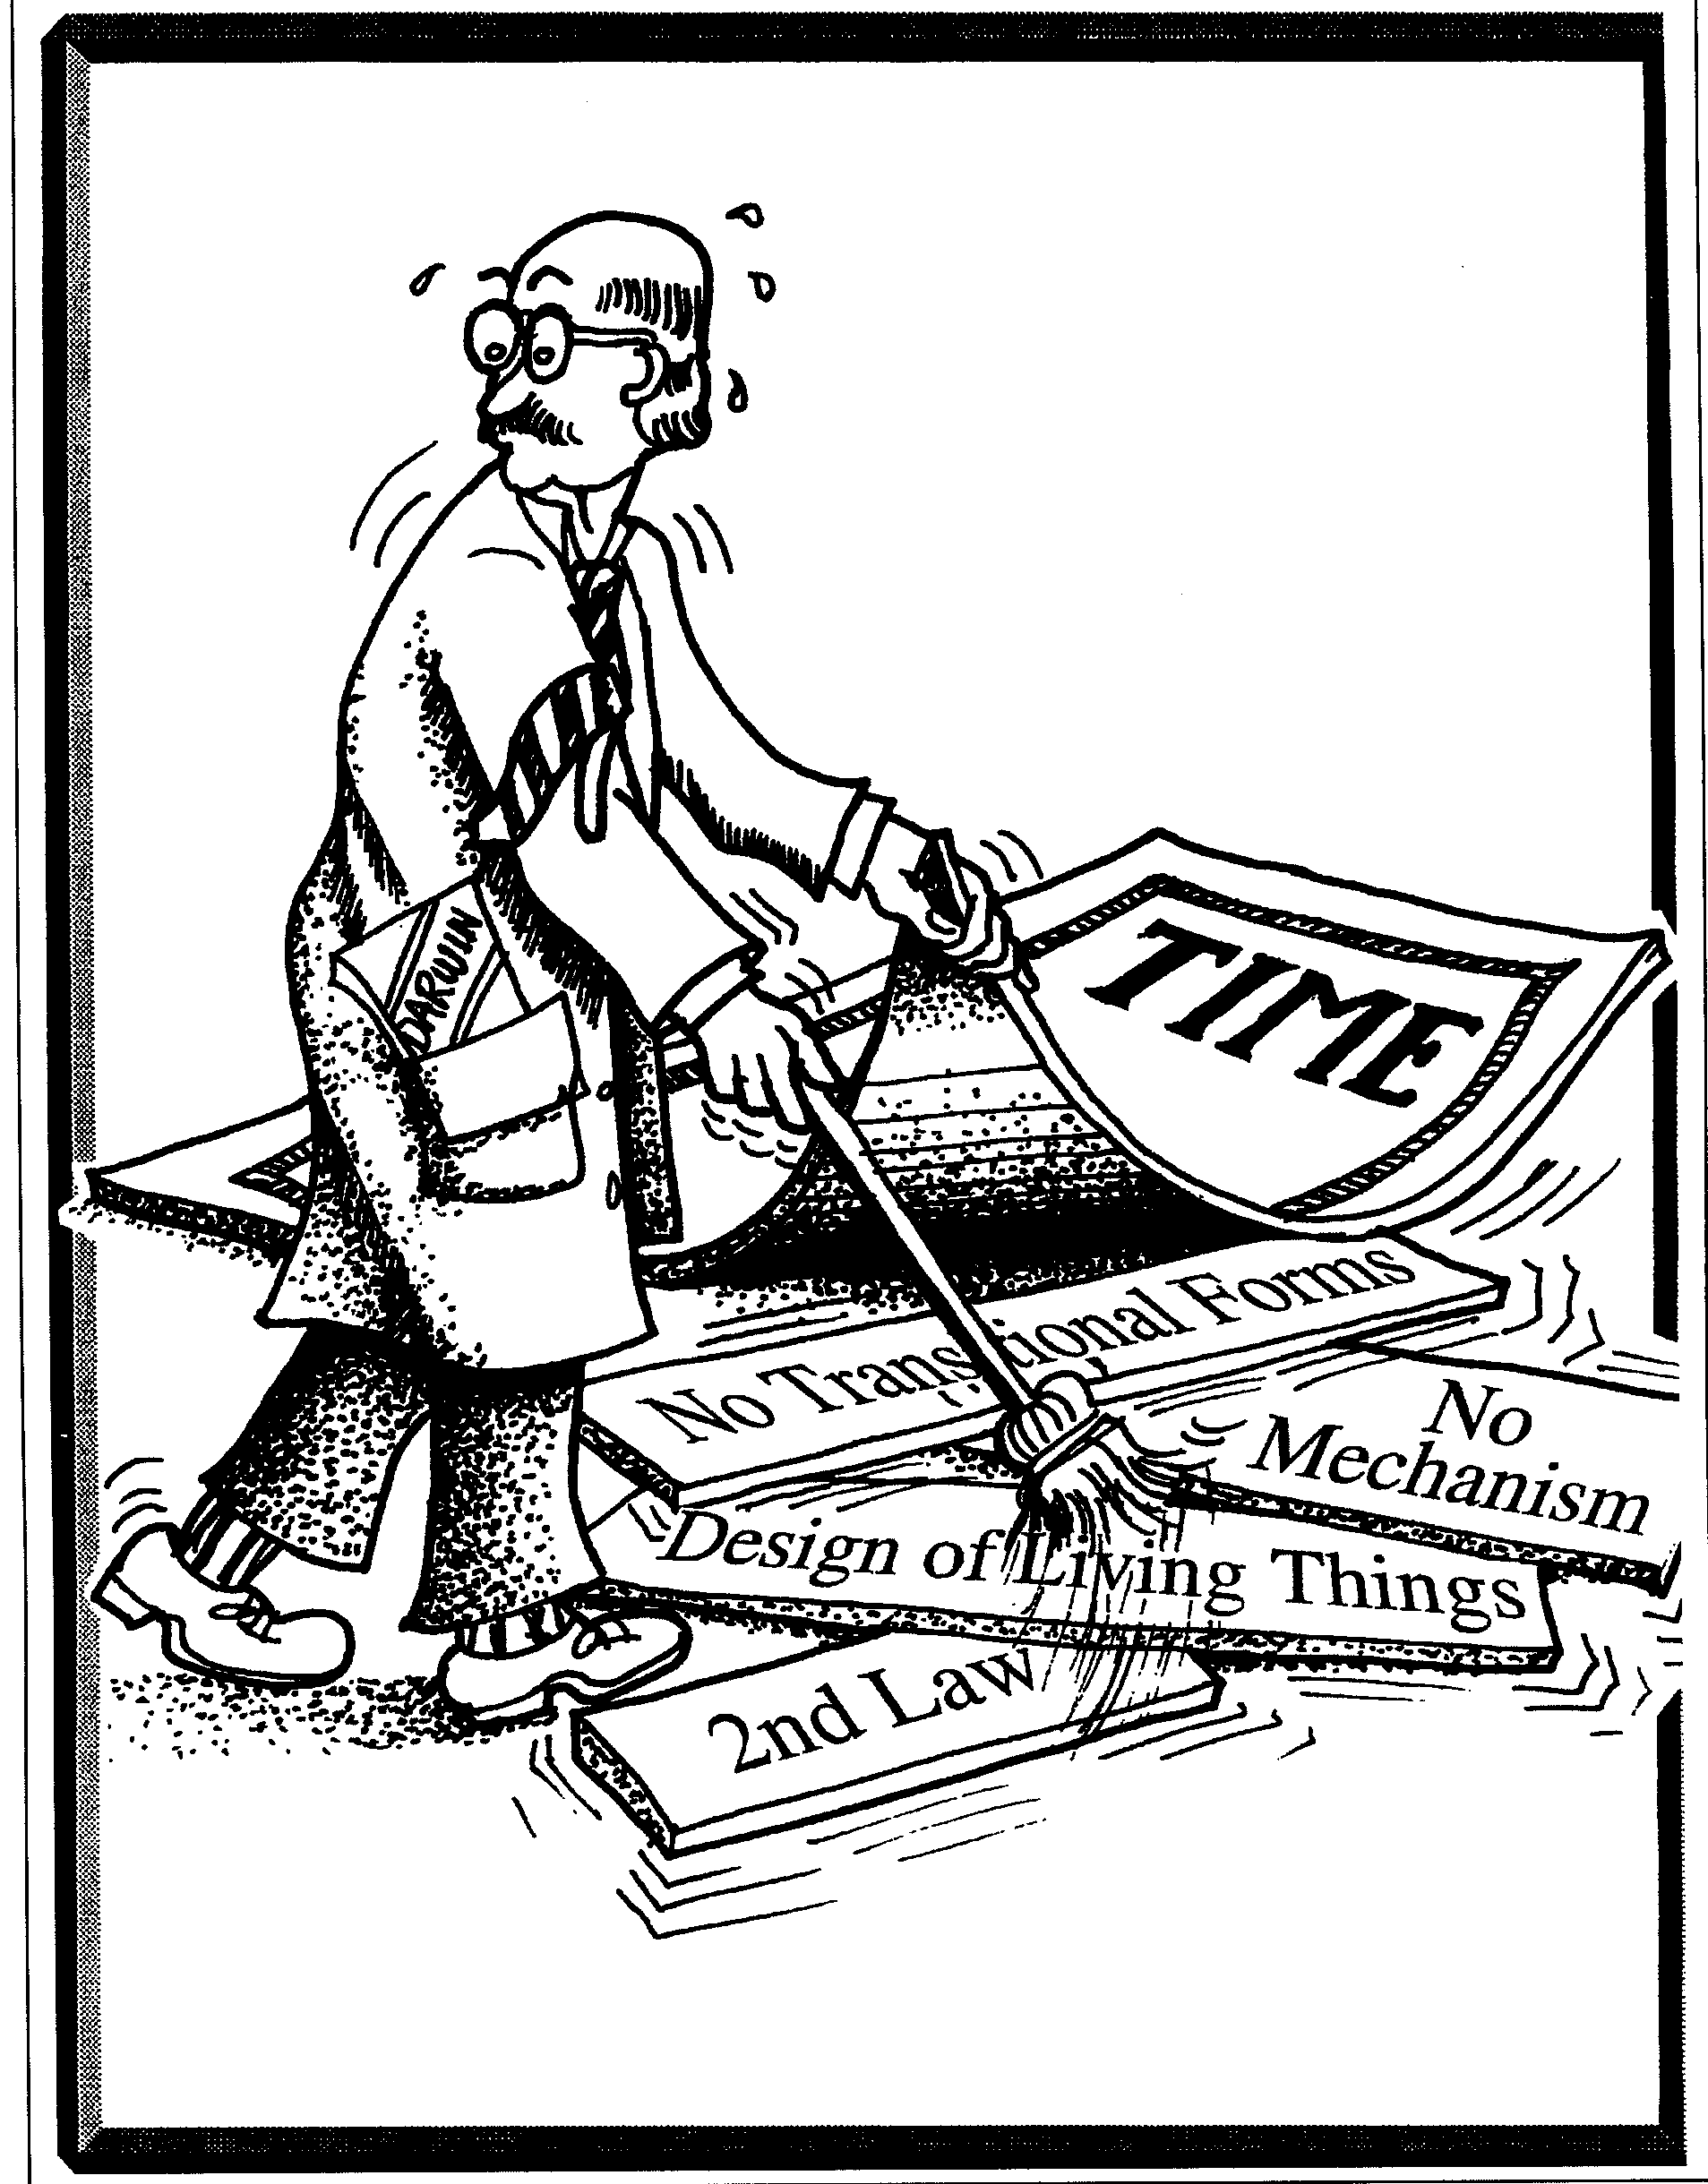 DARWIN
TIME
No Transitional Forms
No
Mechanism
Design of Living Things
2nd Law